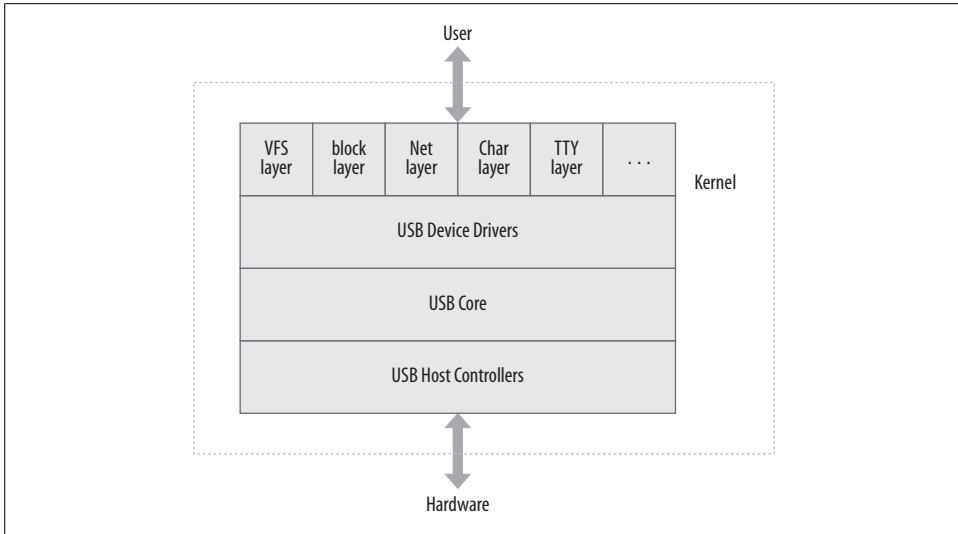 User
VFS
layer
block
layer
Net
layer
Char
layer
TTY
layer
. . .
Kernel
USB Device Drivers
USB Core
USB Host Controllers
Hardware